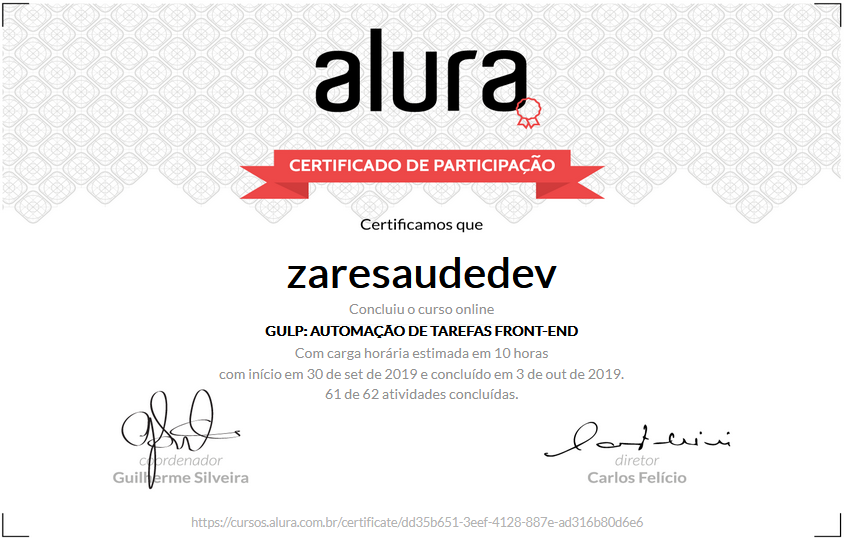 alura
CERTIFICADO DE PARTICIPAÇÃO
Certificamos que
zaresaudedev
Concluiu o curso online
GULP: AUTOMAÇÃO DE TAREFAS FRONT-END
Com carga horária estimada em 10 horas
com início em 30 de set de 2019 e concluído em 3 de out de 2019.
61 de 62 atividades concluídas.
coordenador
Guilherme Silveira
diretor
Carlos Felício
https://cursos.alura.com.br/certificate/dd35b651-3eef-4128-887e-ad316b80d6e6